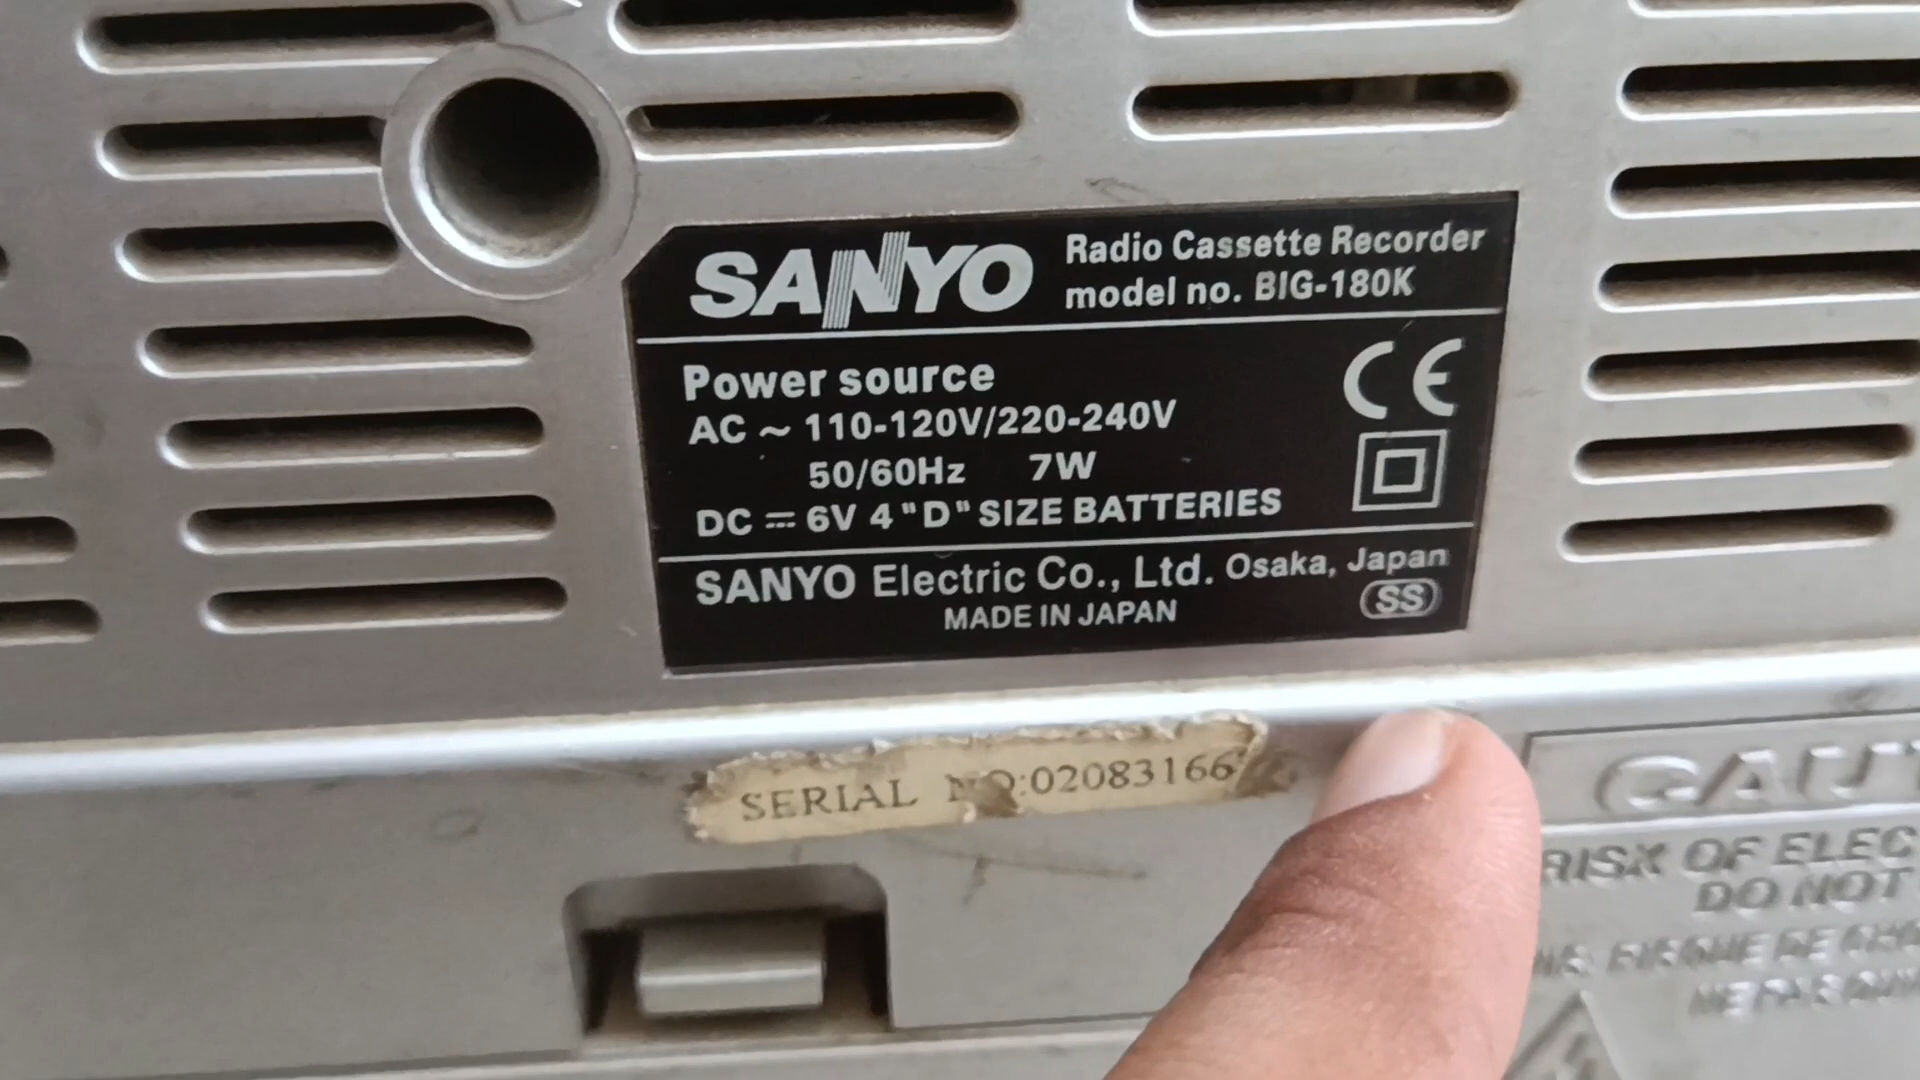 SANYO
Radio Cassette Recorder
model no. BIG-180K
Power source
AC ~ 110-120V/220-240V
50/60Hz 7W
DC ⎓ 6V 4 "D" SIZE BATTERIES
CE
SANYO Electric Co., Ltd. Osaka, Japan
MADE IN JAPAN
SS
SERIAL NO:02083166
RISK OF ELEC
DO NOT